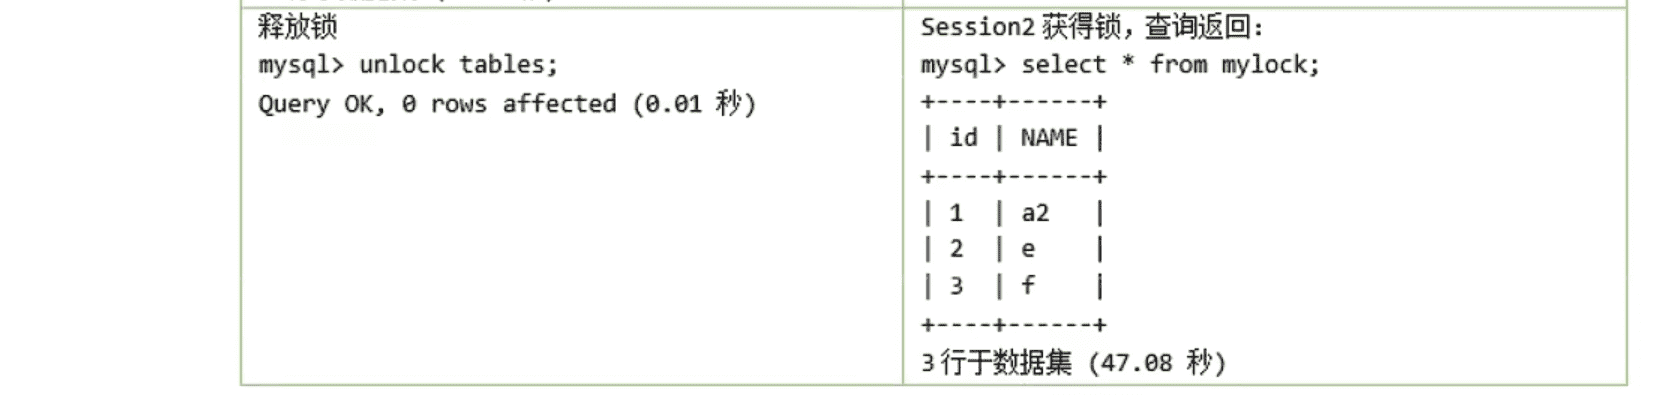 释放锁
mysql> unlock tables;
Query OK, 0 rows affected (0.01 秒)
Session2 获得锁，查询返回：
mysql> select * from mylock;
+----+------+
| id | NAME |
+----+------+
| 1  | a2   |
| 2  | e    |
| 3  | f    |
+----+------+
3 行于数据集 (47.08 秒)